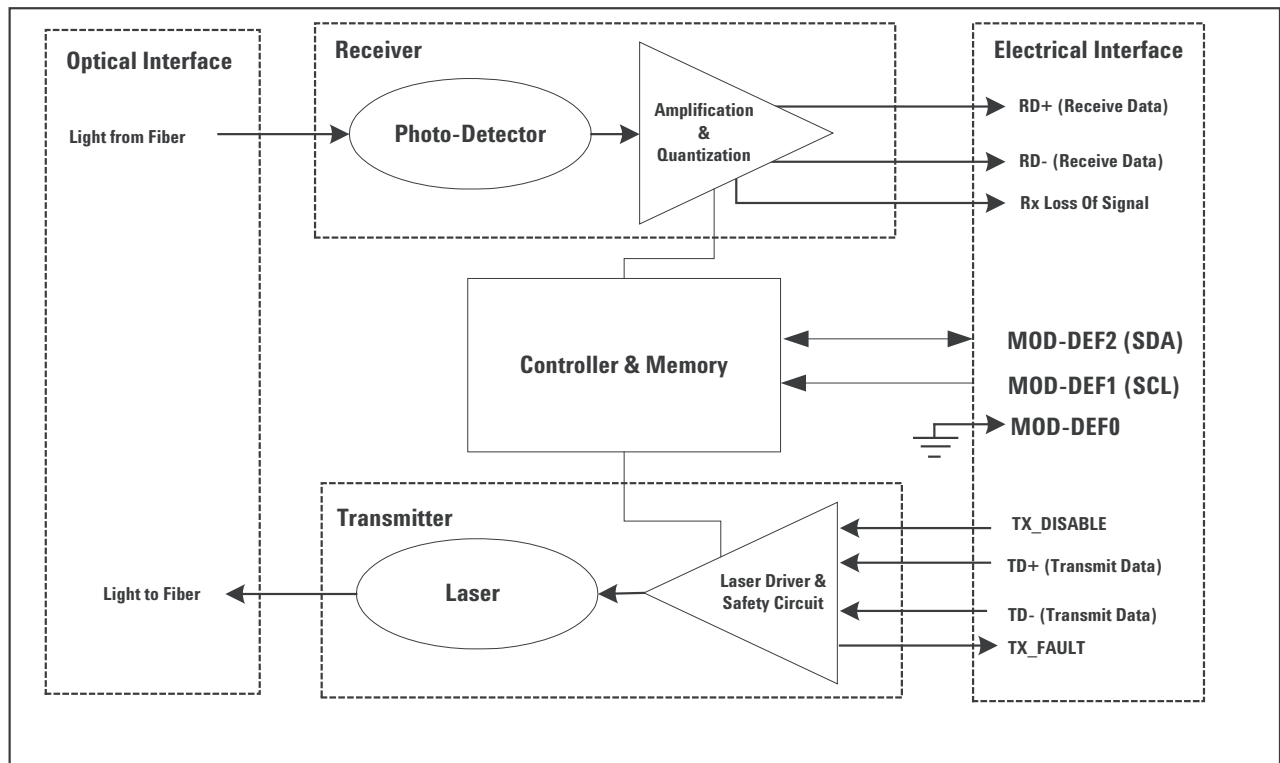 Optical Interface
Light from Fiber
Light to Fiber
Receiver
Photo-Detector
Amplification
&
Quantization
Controller & Memory
Transmitter
Laser
Laser Driver &
Safety Circuit
Electrical Interface
RD+ (Receive Data)
RD- (Receive Data)
Rx Loss Of Signal
MOD-DEF2 (SDA)
MOD-DEF1 (SCL)
MOD-DEF0
TX_DISABLE
TD+ (Transmit Data)
TD- (Transmit Data)
TX_FAULT